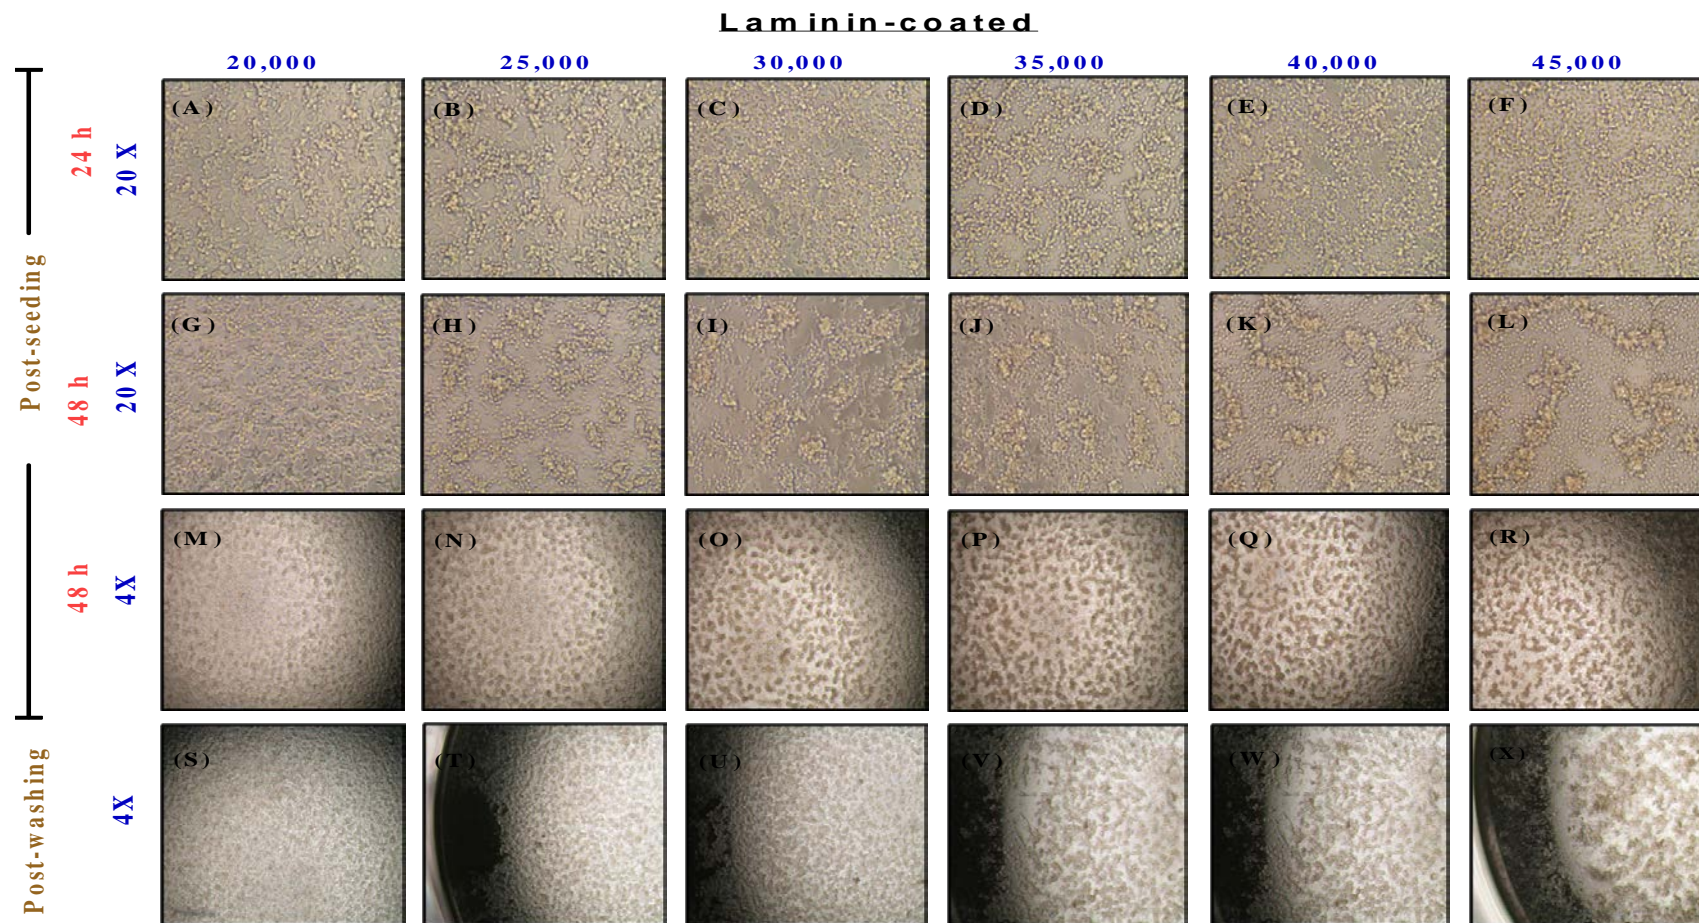 Laminin-coated
20,000 25,000 30,000 35,000 40,000 45,000
Post-seeding
24 h
20 X
(A) (B) (C) (D) (E) (F)
48 h
20 X
(G) (H) (I) (J) (K) (L)
48 h
4X
(M) (N) (O) (P) (Q) (R)
Post-washing
4X
(S) (T) (U) (V) (W) (X)